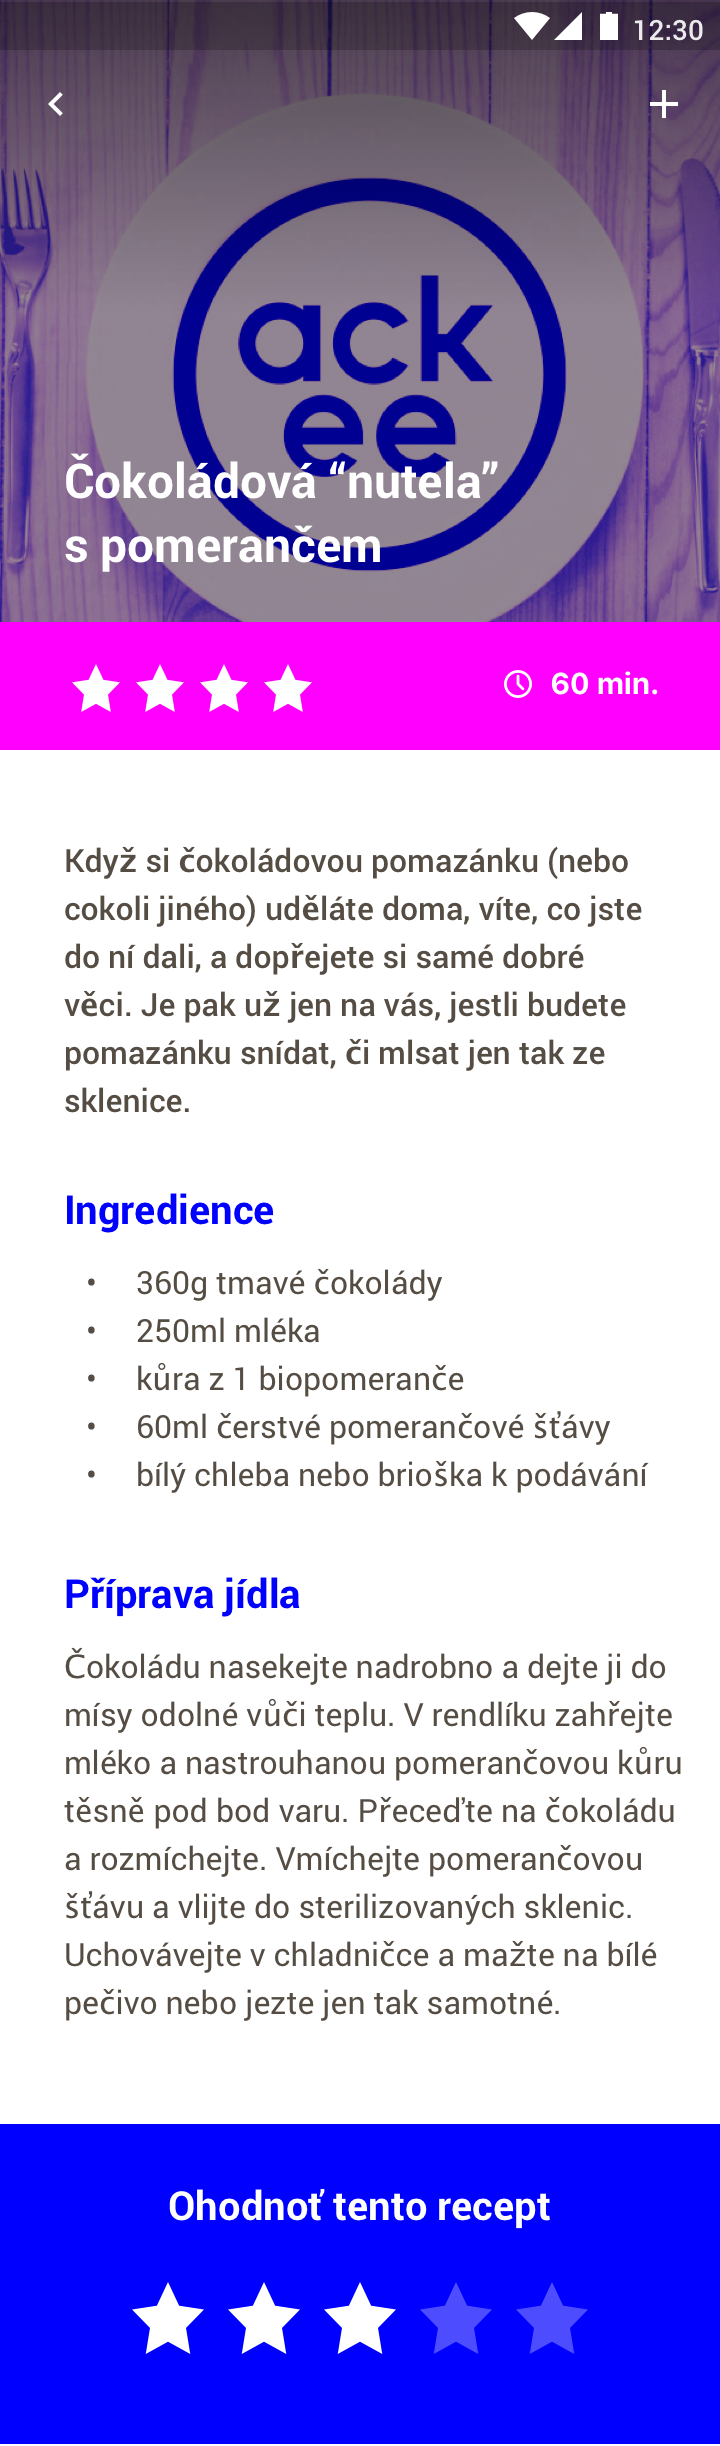 12:30
ack
ee
Čokoládová “nutela”
s pomerančem
60 min.
Když si čokoládovou pomazánku (nebo
cokoli jiného) uděláte doma, víte, co jste
do ní dali, a dopřejete si samé dobré
věci. Je pak už jen na vás, jestli budete
pomazánku snídat, či mlsat jen tak ze
sklenice.
Ingredience
• 360g tmavé čokolády
• 250ml mléka
• kůra z 1 biopomeranče
• 60ml čerstvé pomerančové šťávy
• bílý chleba nebo brioška k podávání
Příprava jídla
Čokoládu nasekejte nadrobno a dejte ji do
mísy odolné vůči teplu. V rendlíku zahřejte
mléko a nastrouhanou pomerančovou kůru
těsně pod bod varu. Přeceďte na čokoládu
a rozmíchejte. Vmíchejte pomerančovou
šťávu a vlijte do sterilizovaných sklenic.
Uchovávejte v chladničce a mažte na bílé
pečivo nebo jezte jen tak samotné.
Ohodnoť tento recept